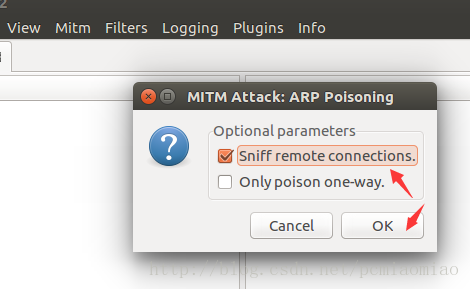 View Mitm Filters Logging Plugins Info
MITM Attack: ARP Poisoning
Optional parameters
Sniff remote connections.
Only poison one-way.
Cancel OK
http://blog.csdn.net/pcmiaomiao